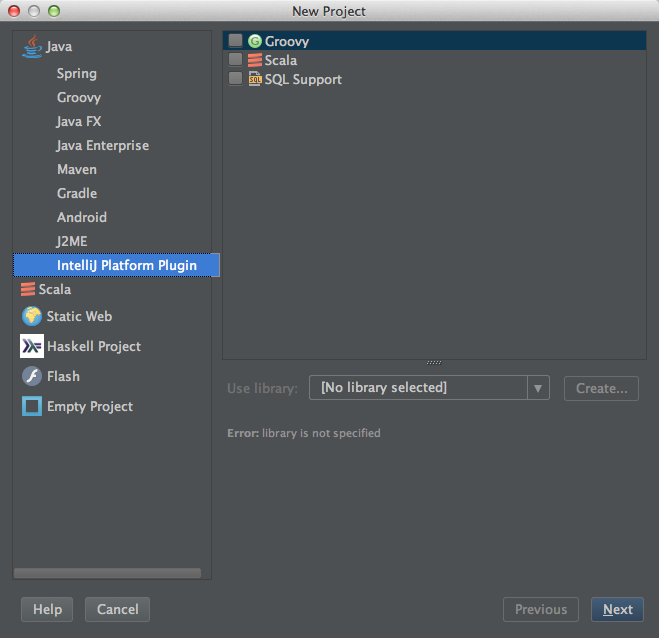 New Project
Java
Spring
Groovy
Java FX
Java Enterprise
Maven
Gradle
Android
J2ME
IntelliJ Platform Plugin
Scala
Static Web
Haskell Project
Flash
Empty Project
G Groovy
Scala
SQL SQL Support
Use library: [No library selected] Create...
Error: library is not specified
Help Cancel Previous Next